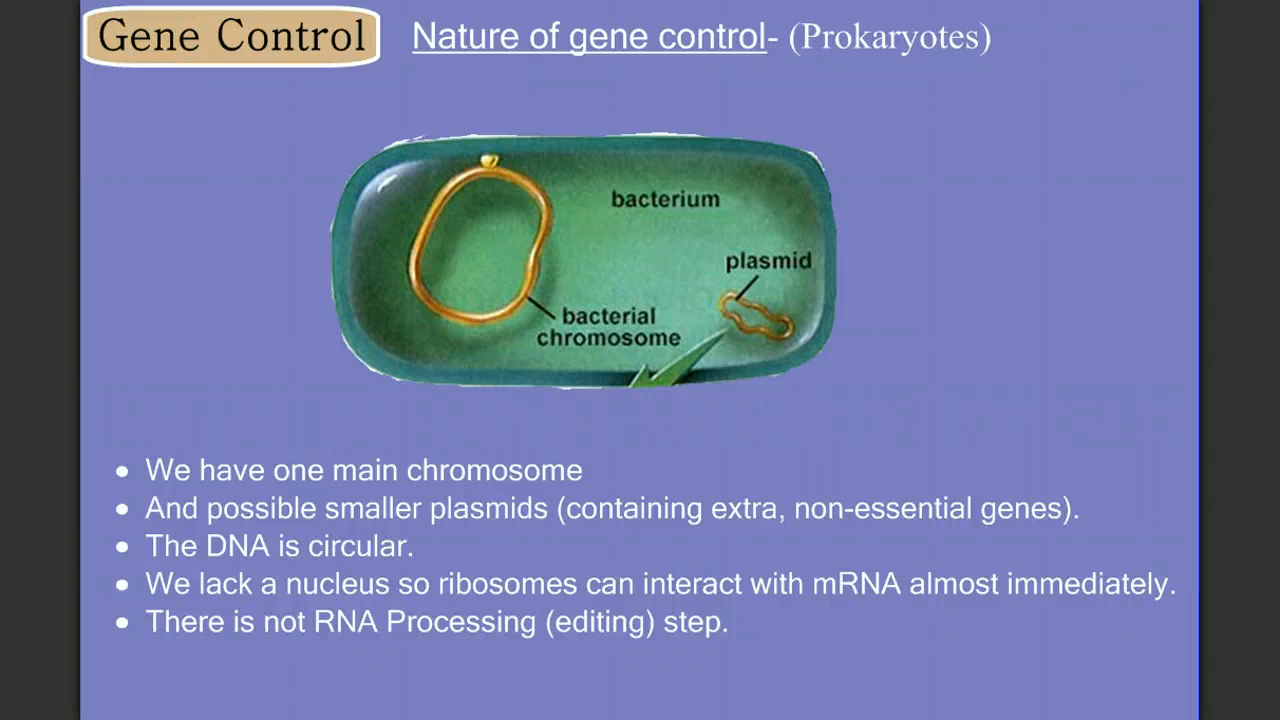 Gene Control
Nature of gene control- (Prokaryotes)
bacterium
plasmid
bacterial
chromosome
• We have one main chromosome
• And possible smaller plasmids (containing extra, non-essential genes).
• The DNA is circular.
• We lack a nucleus so ribosomes can interact with mRNA almost immediately.
• There is not RNA Processing (editing) step.